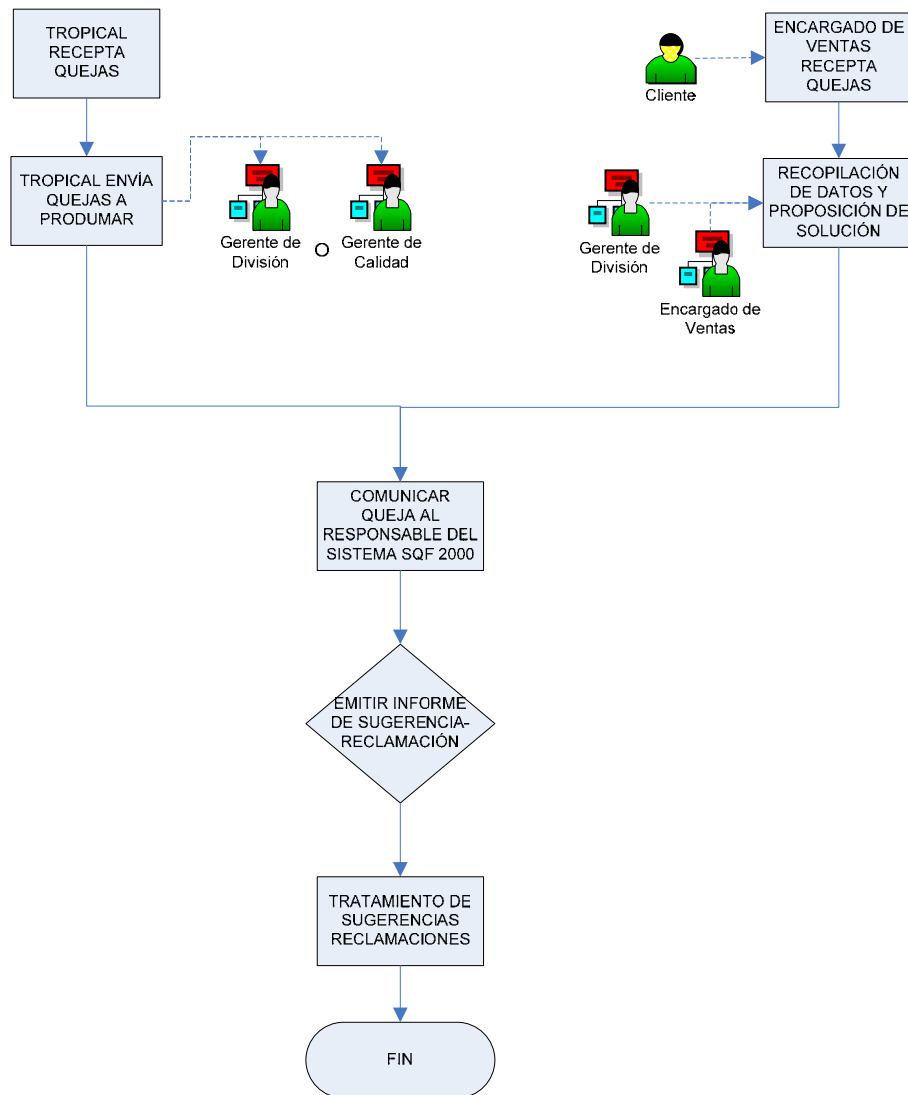 TROPICAL
RECEPTA
QUEJAS
ENCARGADO DE
VENTAS
RECEPTA
QUEJAS
Cliente
TROPICAL ENVÍA
QUEJAS A
PRODUMAR
Gerente de
División
O
Gerente de
Calidad
Gerente de
División
Encargado de
Ventas
RECOPILACIÓN
DE DATOS Y
PROPOSICIÓN DE
SOLUCIÓN
COMUNICAR
QUEJA AL
RESPONSABLE DEL
SISTEMA SQF 2000
EMITIR INFORME
DE SUGERENCIA-
RECLAMACIÓN
TRATAMIENTO DE
SUGERENCIAS
RECLAMACIONES
FIN